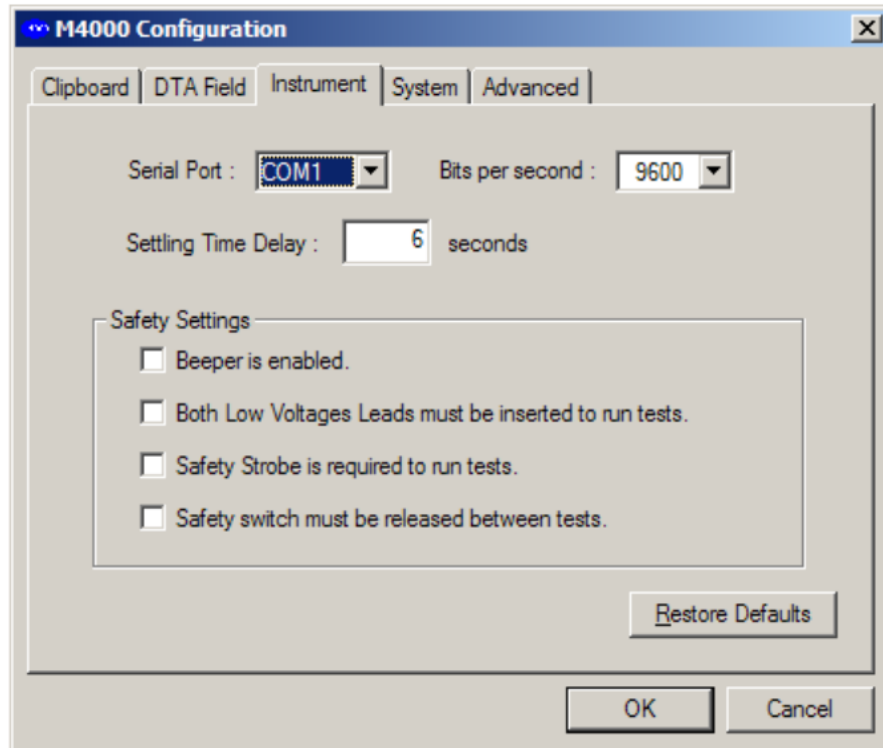 M4000 Configuration
Clipboard DTA Field Instrument System Advanced
Serial Port : COM1 Bits per second : 9600
Settling Time Delay : 6 seconds
Safety Settings
Beeper is enabled.
Both Low Voltages Leads must be inserted to run tests.
Safety Strobe is required to run tests.
Safety switch must be released between tests.
Restore Defaults
OK Cancel